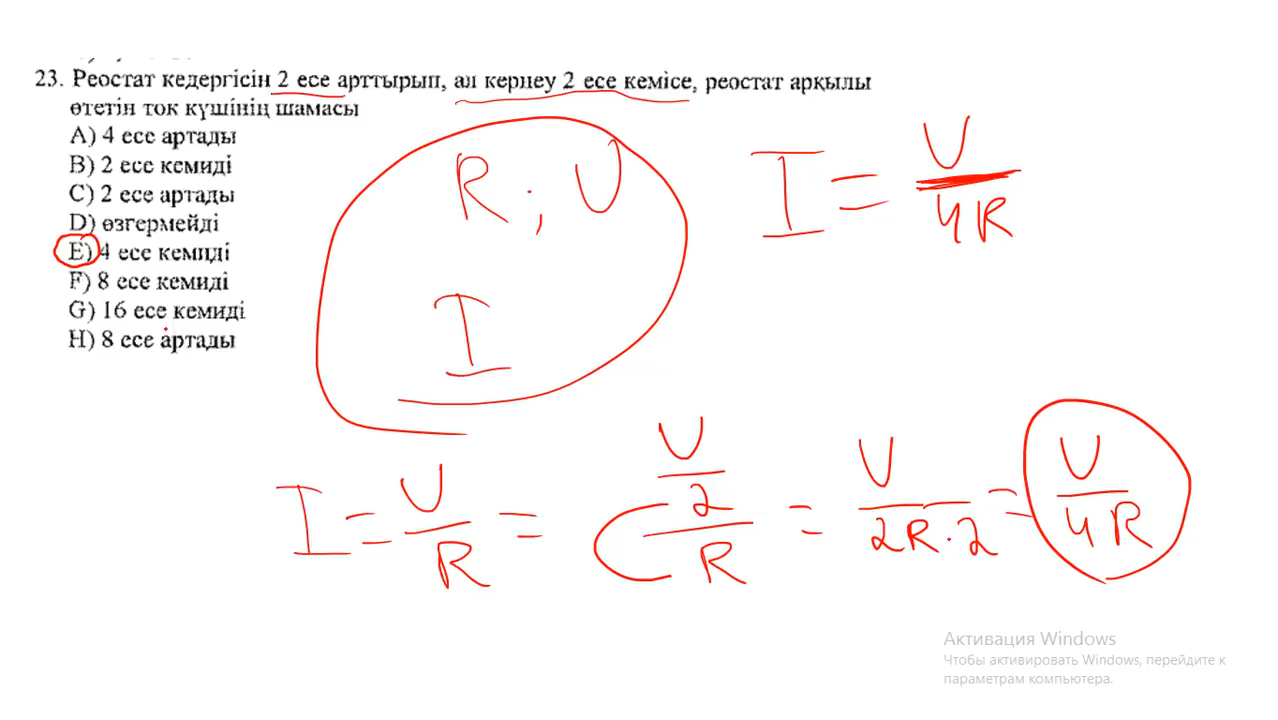 23. Реостат кедергісін 2 есе арттырып, ал кернеу 2 есе кемісе, реостат арқылы
өтетін ток күшінің шамасы
A) 4 есе артады
B) 2 есе кемиді
C) 2 есе артады
D) өзгермейді
E) 4 есе кемиді
F) 8 есе кемиді
G) 16 есе кемиді
H) 8 есе артады
R ; U
I
I = U / 4R
I = U / R = U / 2 / R = U / 2R · 2 = U / 4R
Активация Windows
Чтобы активировать Windows, перейдите к
параметрам компьютера.